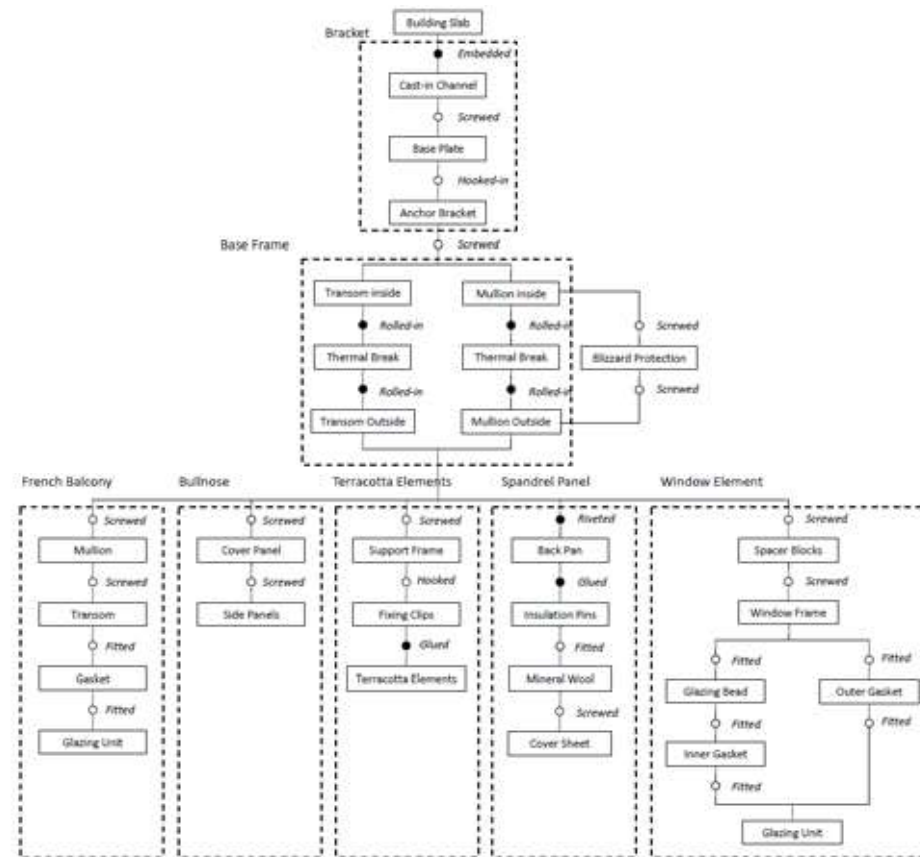 Building Slab
Bracket
Embedded
Cast-in Channel
Screwed
Base Plate
Hooked-in
Anchor Bracket
Base Frame
Screwed
Transom inside
Mullion Inside
Rolled-in
Rolled-in
Screwed
Thermal Break
Thermal Break
Blizzard Protection
Rolled-in
Rolled-in
Screwed
Transom Outside
Mullion Outside
French Balcony
Bullnose
Terracotta Elements
Spandrel Panel
Window Element
Screwed
Screwed
Screwed
Riveted
Screwed
Mullion
Cover Panel
Support Frame
Back Pan
Spacer Blocks
Screwed
Screwed
Hooked
Glued
Screwed
Transom
Side Panels
Fixing Clips
Insulation Pins
Window Frame
Fitted
Glued
Fitted
Fitted
Fitted
Gasket
Terracotta Elements
Mineral Wool
Glazing Bead
Outer Gasket
Fitted
Screwed
Fitted
Fitted
Glazing Unit
Cover Sheet
Inner Gasket
Fitted
Glazing Unit